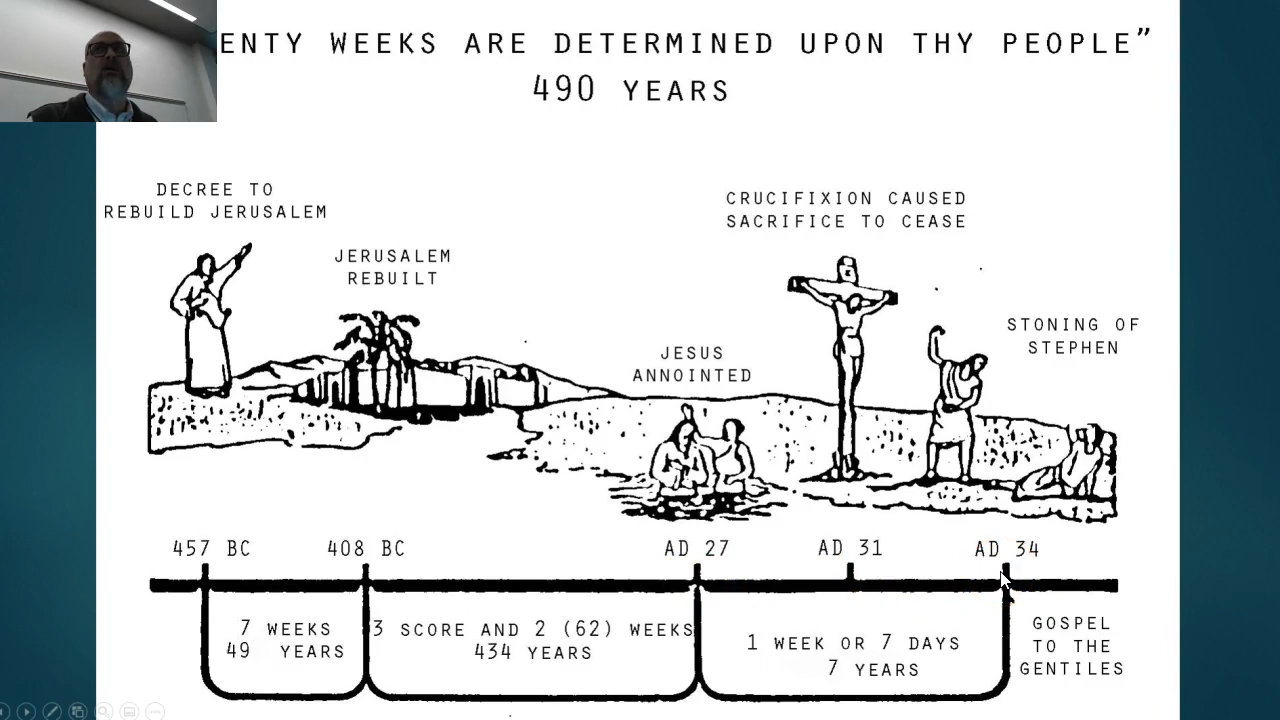 ENTY WEEKS ARE DETERMINED UPON THY PEOPLE”
490 YEARS
DECREE TO
REBUILD JERUSALEM
JERUSALEM
REBUILT
JESUS
ANNOINTED
CRUCIFIXION CAUSED
SACRIFICE TO CEASE
STONING OF
STEPHEN
457 BC
408 BC
AD 27
AD 31
AD 34
7 WEEKS
49 YEARS
3 SCORE AND 2 (62) WEEKS
434 YEARS
1 WEEK OR 7 DAYS
7 YEARS
GOSPEL
TO THE
GENTILES